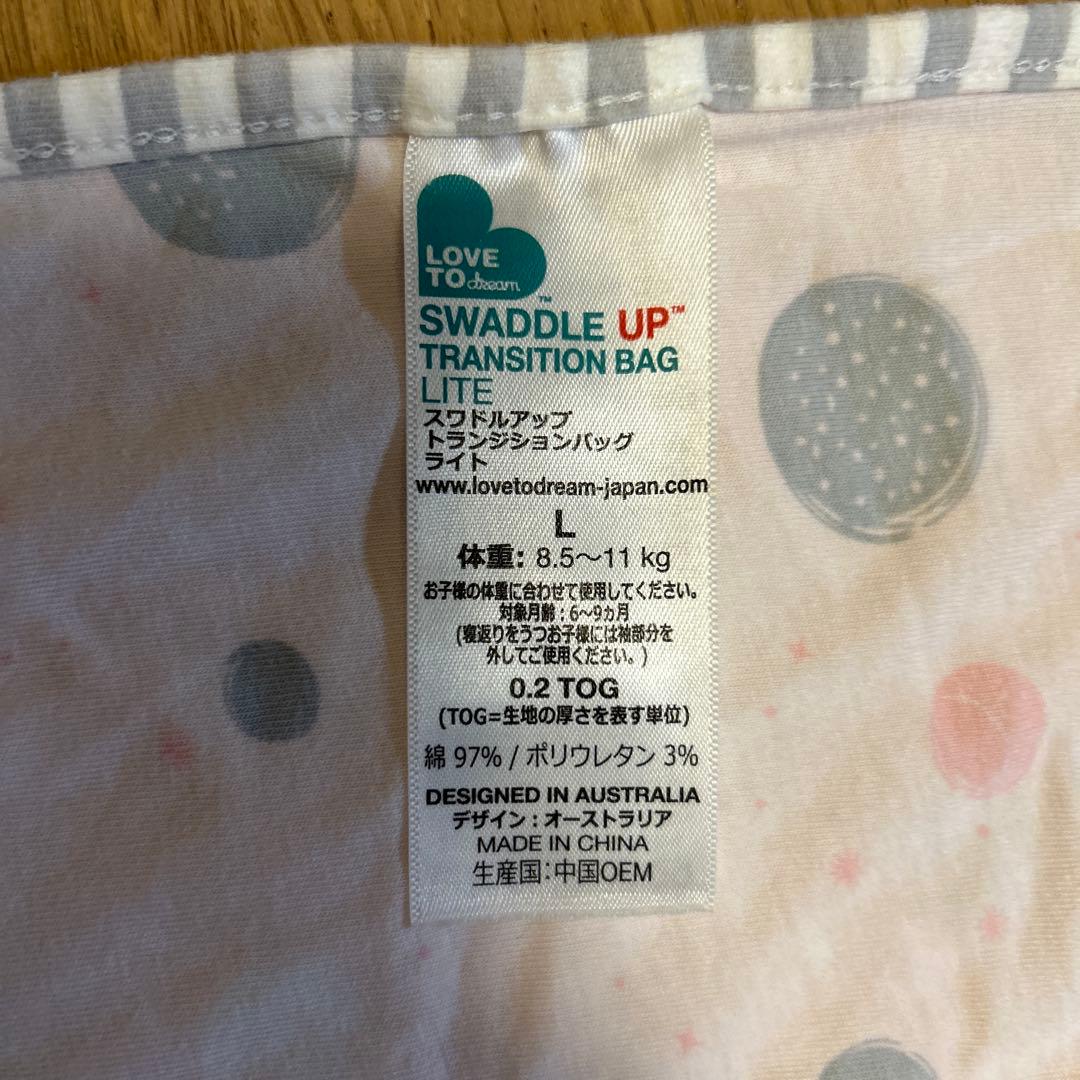 LOVE
TO dream
™
SWADDLE UP™
TRANSITION BAG
LITE
スワドルアップ
トランジションバッグ
ライト
www.lovetodream-japan.com
L
体重: 8.5～11 kg
お子様の体重に合わせて使用してください。
対象月齢：6～9ヵ月
(寝返りをうつお子様には袖部分を
外してご使用ください。)
0.2 TOG
(TOG=生地の厚さを表す単位)
綿 97% / ポリウレタン 3%
DESIGNED IN AUSTRALIA
デザイン：オーストラリア
MADE IN CHINA
生産国：中国OEM